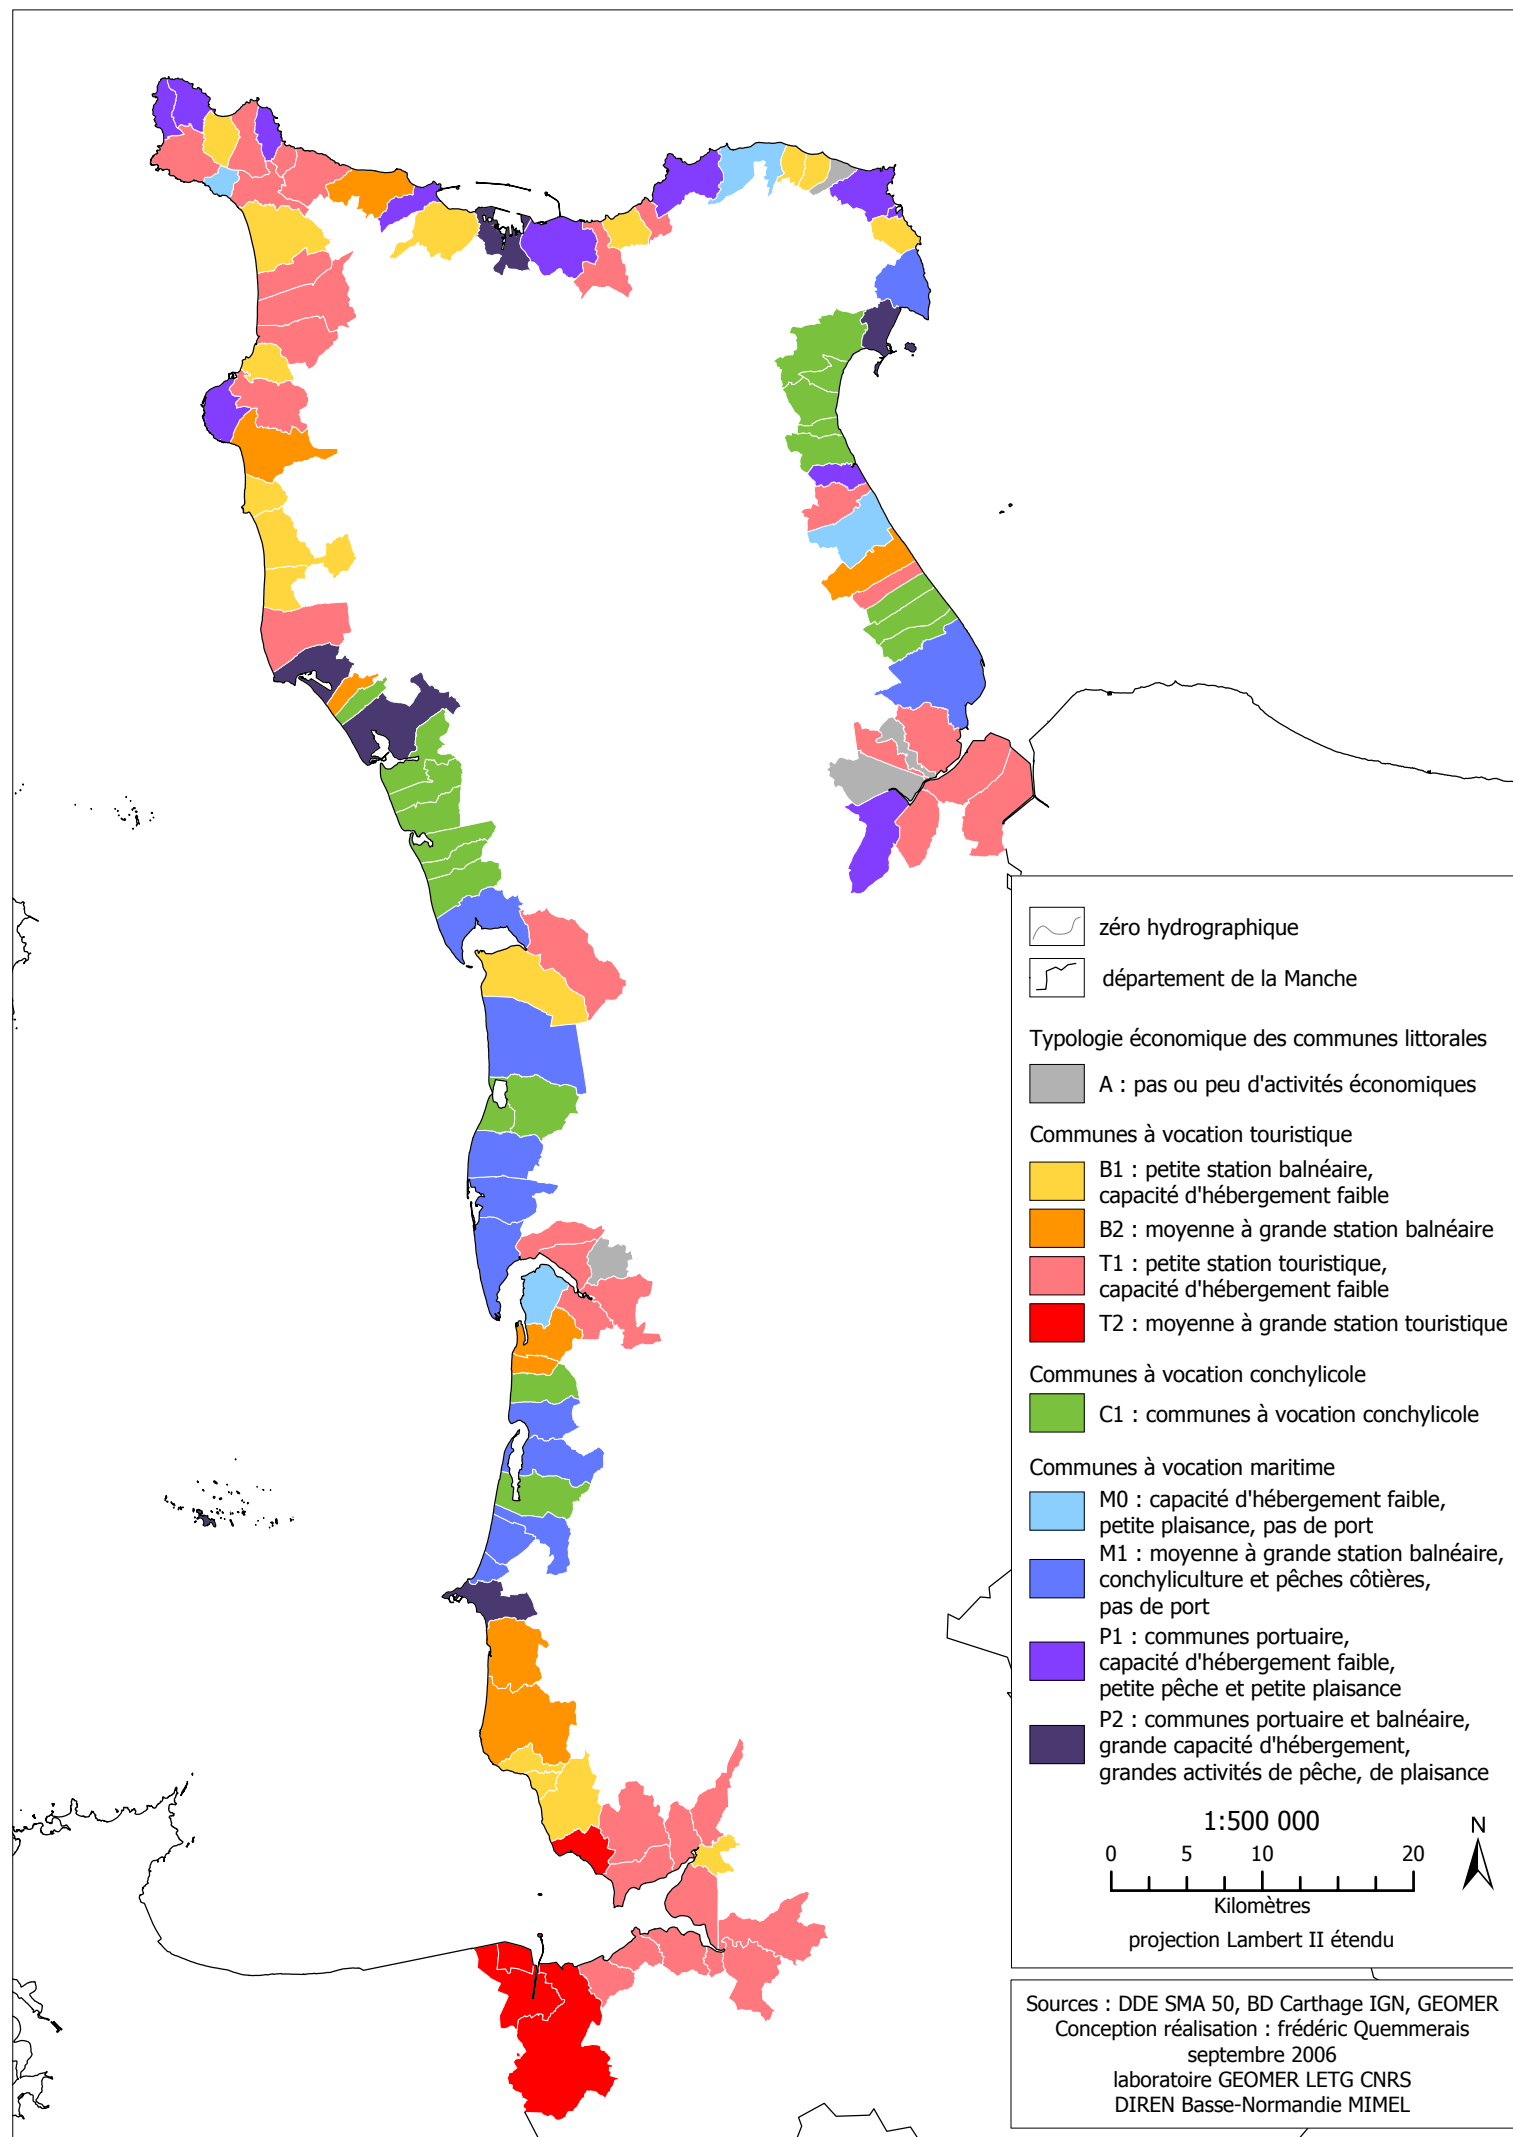 zéro hydrographique
département de la Manche
Typologie économique des communes littorales
A : pas ou peu d'activités économiques
Communes à vocation touristique
B1 : petite station balnéaire,
capacité d'hébergement faible
B2 : moyenne à grande station balnéaire
T1 : petite station touristique,
capacité d'hébergement faible
T2 : moyenne à grande station touristique
Communes à vocation conchylicole
C1 : communes à vocation conchylicole
Communes à vocation maritime
M0 : capacité d'hébergement faible,
petite plaisance, pas de port
M1 : moyenne à grande station balnéaire,
conchyliculture et pêches côtières,
pas de port
P1 : communes portuaire,
capacité d'hébergement faible,
petite pêche et petite plaisance
P2 : communes portuaire et balnéaire,
grande capacité d'hébergement,
grandes activités de pêche, de plaisance
1:500 000
N
0 5 10 20
Kilomètres
projection Lambert II étendu
Sources : DDE SMA 50, BD Carthage IGN, GEOMER
Conception réalisation : frédéric Quemmerais
septembre 2006
laboratoire GEOMER LETG CNRS
DIREN Basse-Normandie MIMEL